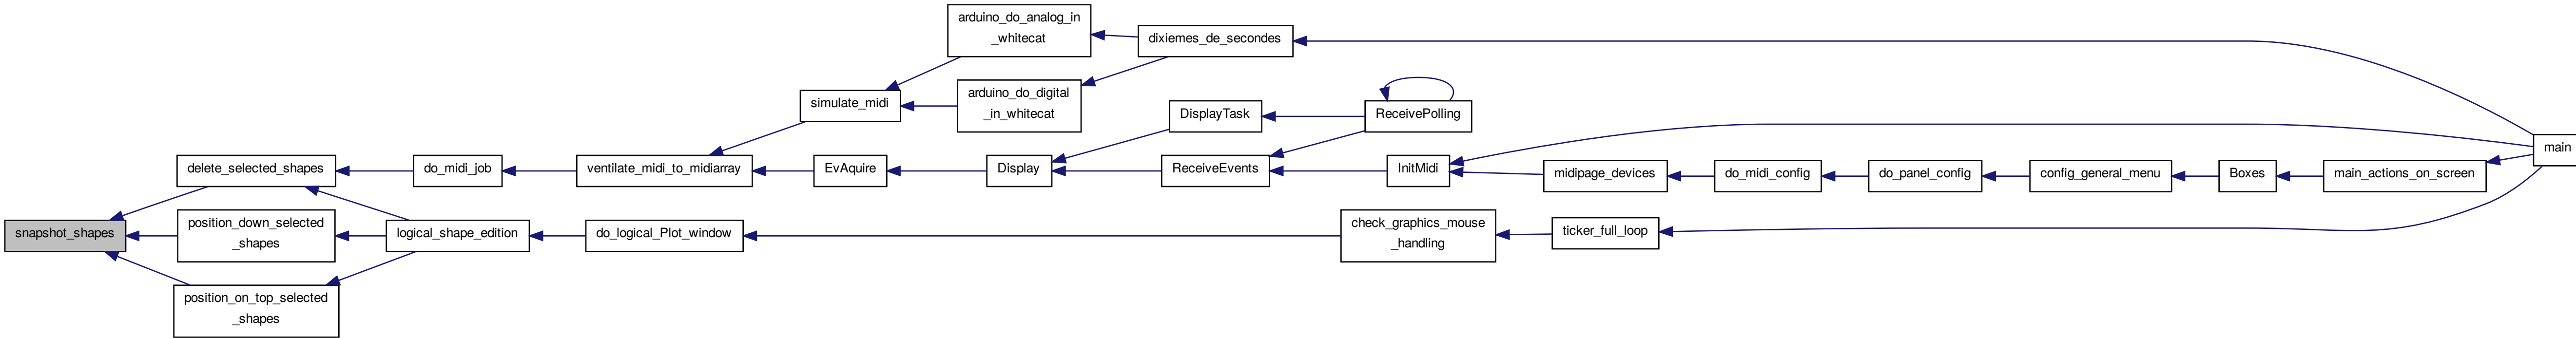 arduino_do_analog_in
_whitecat
dixiemes_de_secondes
simulate_midi
arduino_do_digital
_in_whitecat
DisplayTask
ReceivePolling
main
delete_selected_shapes
do_midi_job
ventilate_midi_to_midiarray
EvAquire
Display
ReceiveEvents
InitMidi
midipage_devices
do_midi_config
do_panel_config
config_general_menu
Boxes
main_actions_on_screen
snapshot_shapes
position_down_selected
_shapes
logical_shape_edition
do_logical_Plot_window
check_graphics_mouse
_handling
ticker_full_loop
position_on_top_selected
_shapes